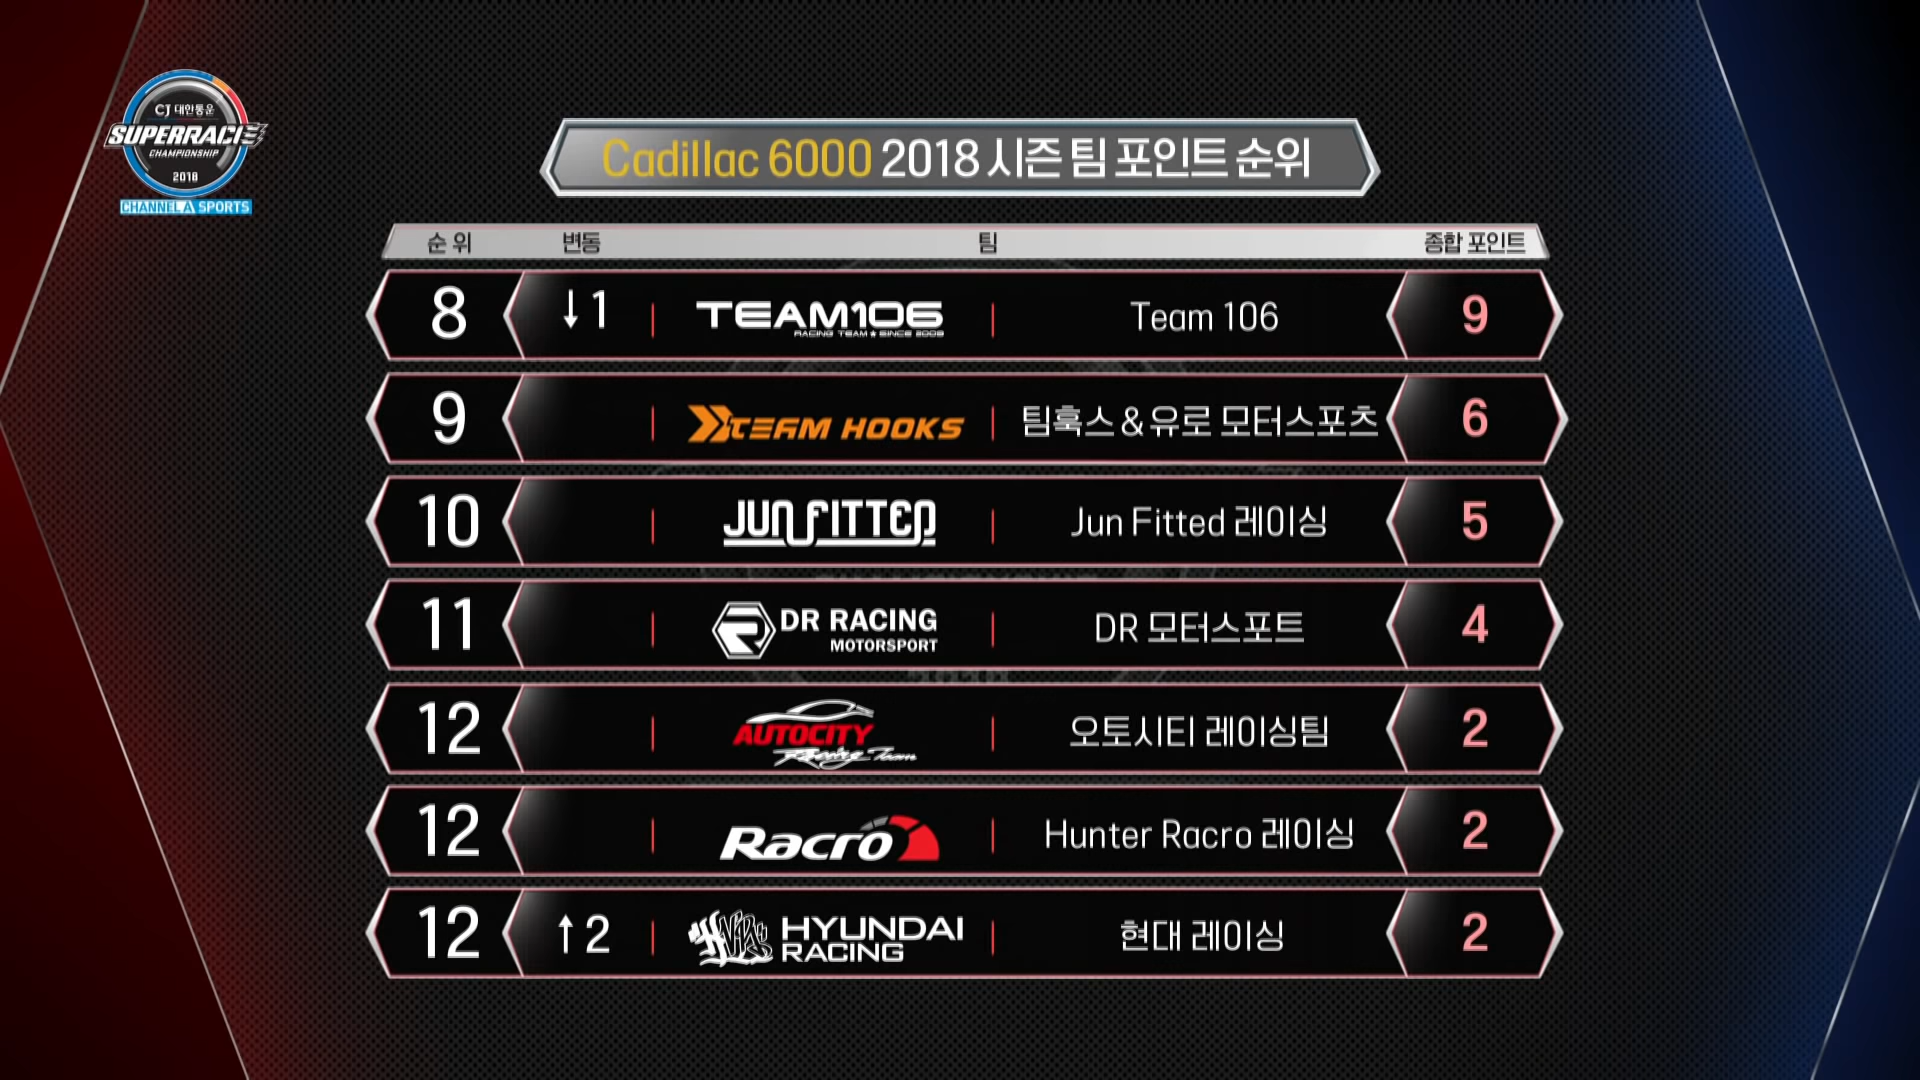 CJ 대한통운
SUPERRACE
CHAMPIONSHIP
2018
CHANNEL A SPORTS
Cadillac 6000 2018 시즌 팀 포인트 순위
순위 변동 팀 종합 포인트
8 ↓1 TEAM106 RACING TEAM★SINCE 2009 Team 106 9
9 TEAM HOOKS 팀훅스 & 유로 모터스포츠 6
10 JUN FITTED Jun Fitted 레이싱 5
11 DR RACING MOTORSPORT DR 모터스포트 4
12 AUTOCITY Racing Team 오토시티 레이싱팀 2
12 Racro Hunter Racro 레이싱 2
12 ↑2 HYUNDAI RACING 현대 레이싱 2